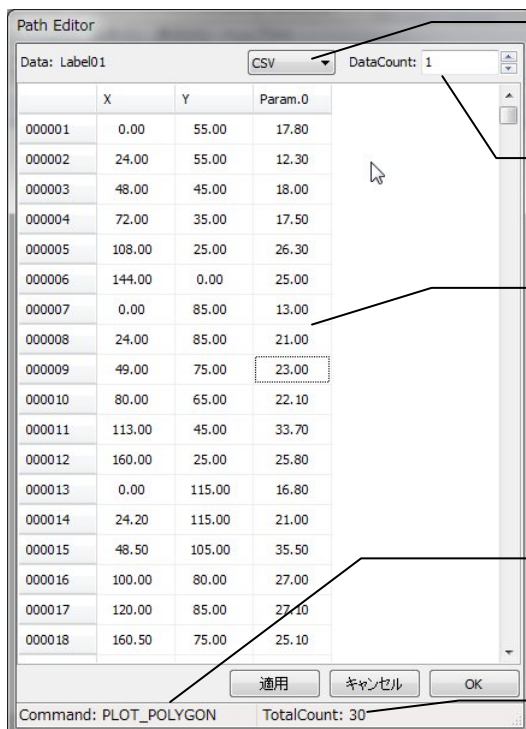 Path Editor
Data: Label01 CSV DataCount: 1
X Y Param.0
000001 0.00 55.00 17.80
000002 24.00 55.00 12.30
000003 48.00 45.00 18.00
000004 72.00 35.00 17.50
000005 108.00 25.00 26.30
000006 144.00 0.00 25.00
000007 0.00 85.00 13.00
000008 24.00 85.00 21.00
000009 49.00 75.00 23.00
000010 80.00 65.00 22.10
000011 113.00 45.00 33.70
000012 160.00 25.00 25.80
000013 0.00 115.00 16.80
000014 24.20 115.00 21.00
000015 48.50 105.00 35.50
000016 100.00 80.00 27.00
000017 120.00 85.00 27.10
000018 160.50 75.00 25.10
適用 キャンセル OK
Command: PLOT_POLYGON TotalCount: 30